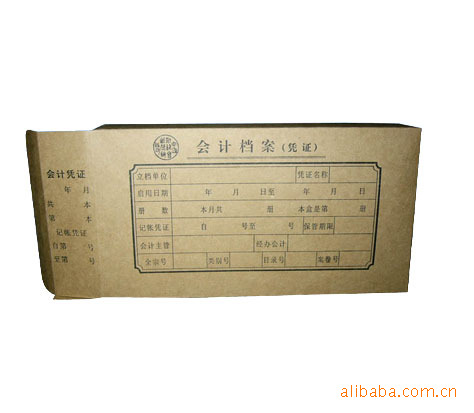 会计档案(凭证)
立档单位 凭证名称
启用日期 年 月 日至 年 月 日
册数 本月共 册 本盒是第 册
记帐凭证 自 号至 号 保管期限
会计主管 经办会计
全宗号 类别号 目录号 案卷号
会计凭证
年 月
共 本
第 本
记帐凭证
自第 号
至第 号
alibaba.com.cn